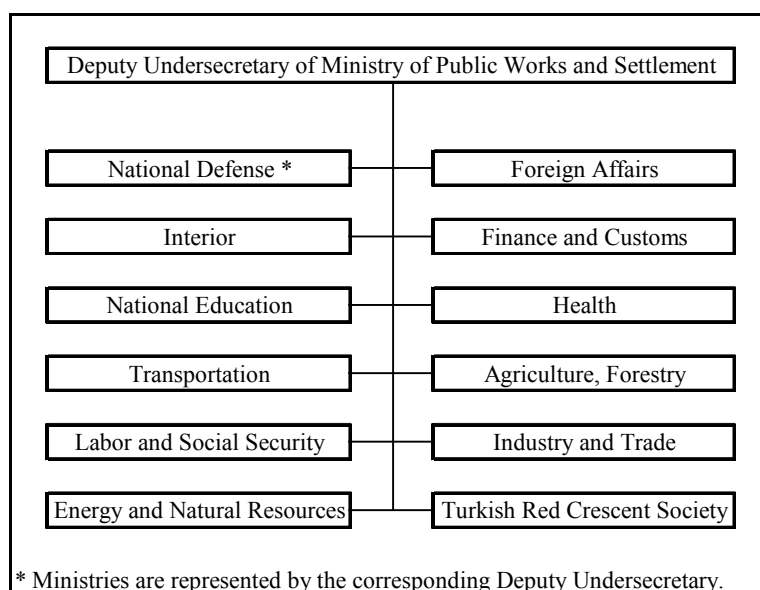 Deputy Undersecretary of Ministry of Public Works and Settlement
National Defense *
Foreign Affairs
Interior
Finance and Customs
National Education
Health
Transportation
Agriculture, Forestry
Labor and Social Security
Industry and Trade
Energy and Natural Resources
Turkish Red Crescent Society
* Ministries are represented by the corresponding Deputy Undersecretary.